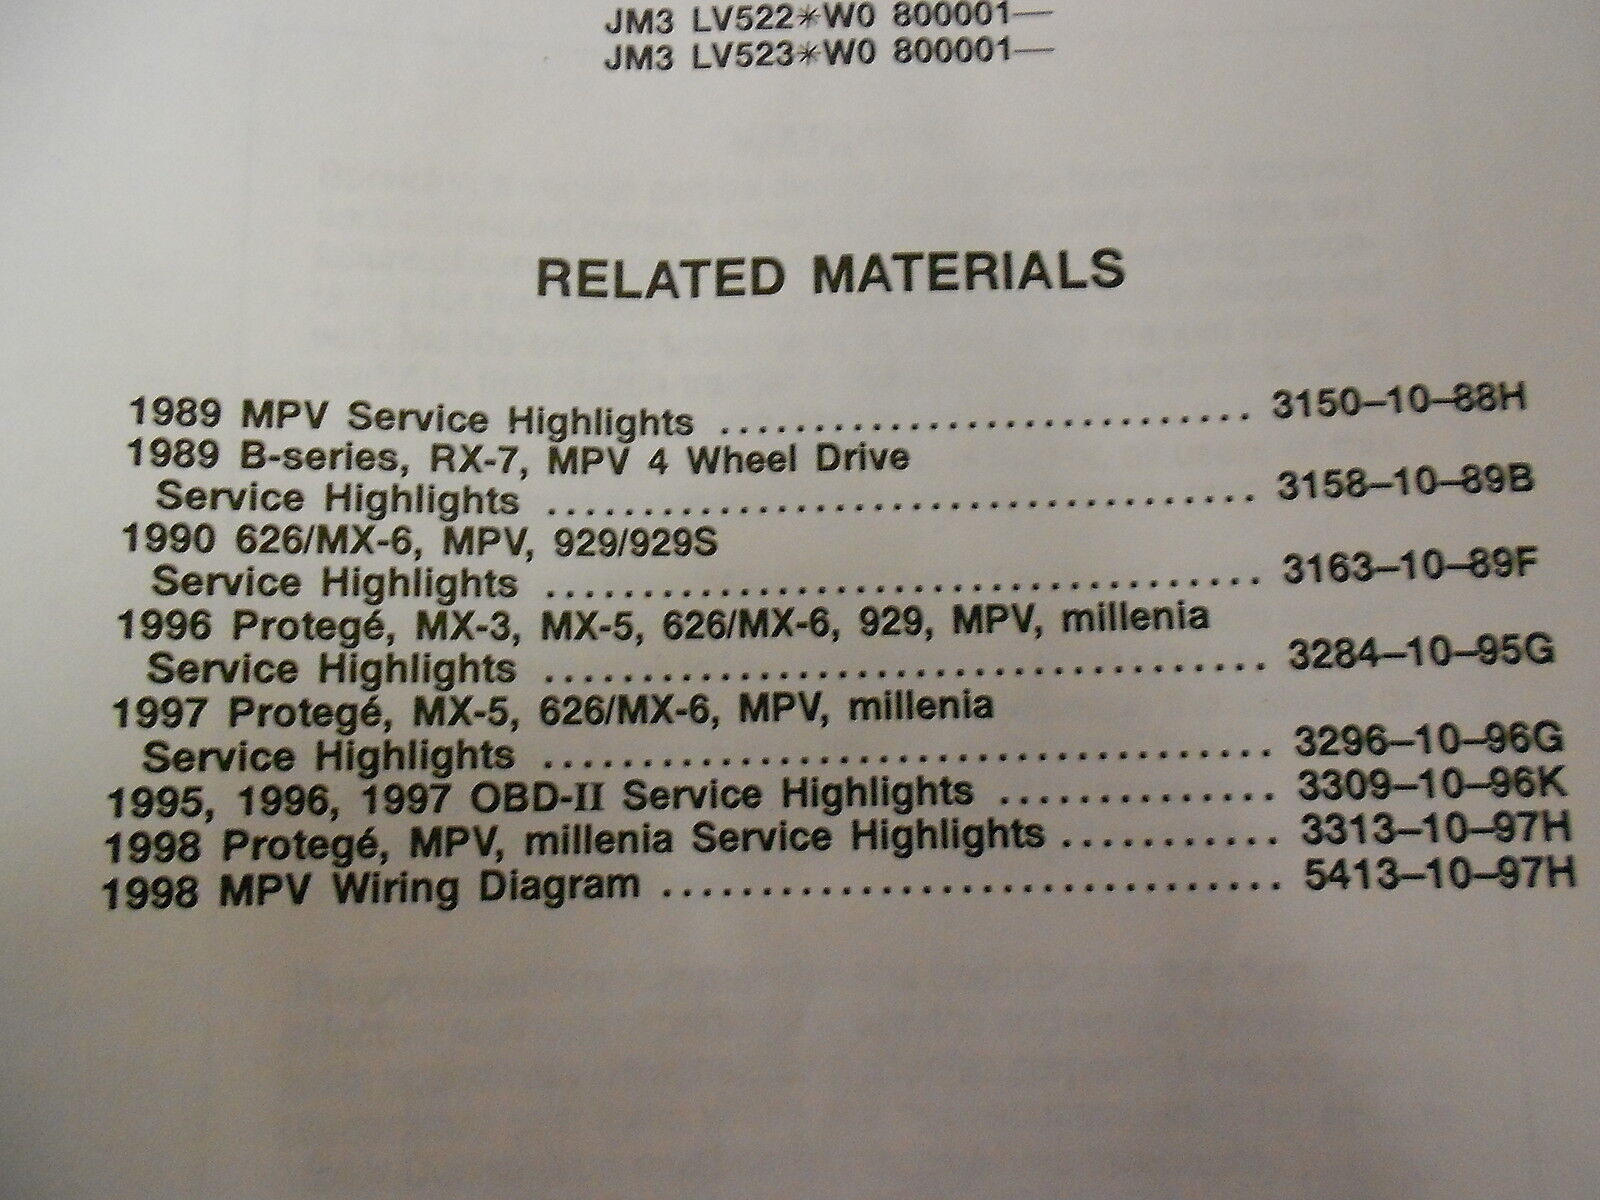 JM3 LV522✳W0 800001—
JM3 LV523✳W0 800001—
RELATED MATERIALS
1989 MPV Service Highlights ............................ 3150–10–88H
1989 B-series, RX-7, MPV 4 Wheel Drive
Service Highlights ..................................... 3158–10–89B
1990 626/MX-6, MPV, 929/929S
Service Highlights ..................................... 3163–10–89F
1996 Protegé, MX-3, MX-5, 626/MX-6, 929, MPV, millenia
Service Highlights ..................................... 3284–10–95G
1997 Protegé, MX-5, 626/MX-6, MPV, millenia
Service Highlights ..................................... 3296–10–96G
1995, 1996, 1997 OBD-II Service Highlights ............... 3309–10–96K
1998 Protegé, MPV, millenia Service Highlights ............ 3313–10–97H
1998 MPV Wiring Diagram ................................ 5413–10–97H